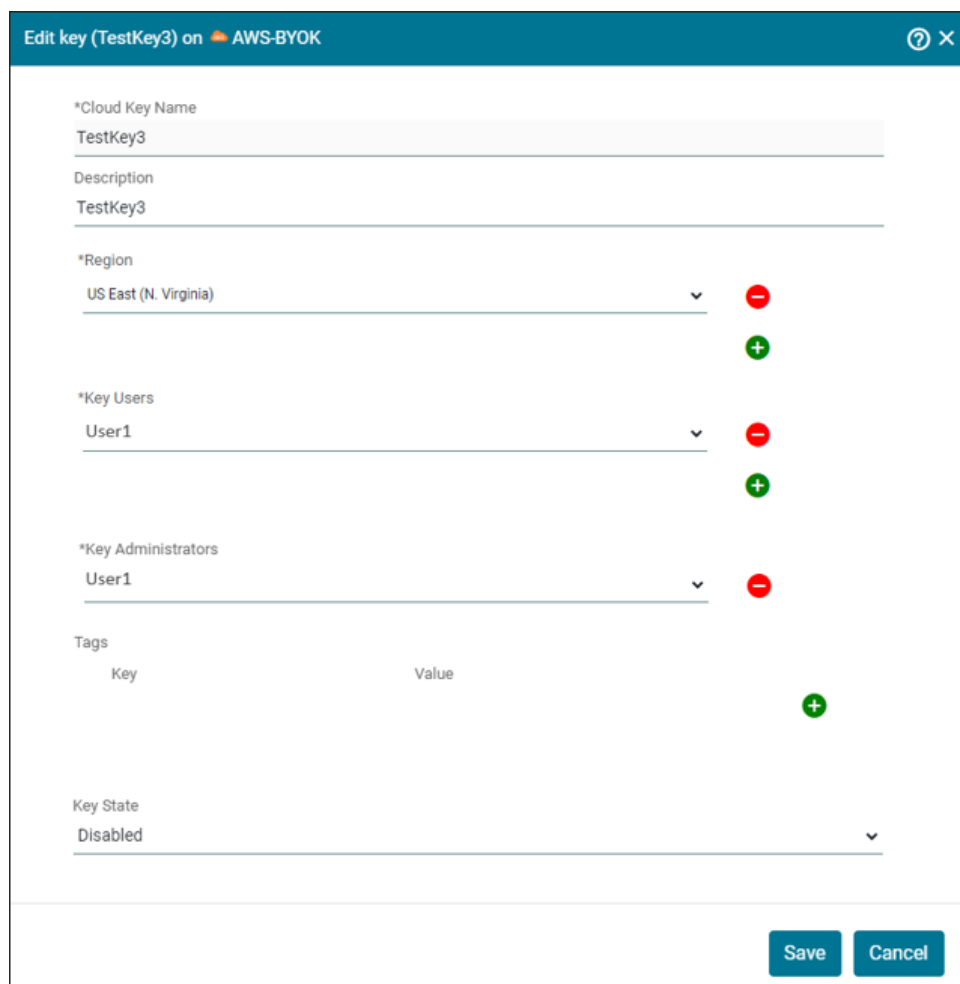 Edit key (TestKey3) on AWS-BYOK
*Cloud Key Name
TestKey3
Description
TestKey3
*Region
US East (N. Virginia)
*Key Users
User1
*Key Administrators
User1
Tags
Key Value
Key State
Disabled
Save Cancel